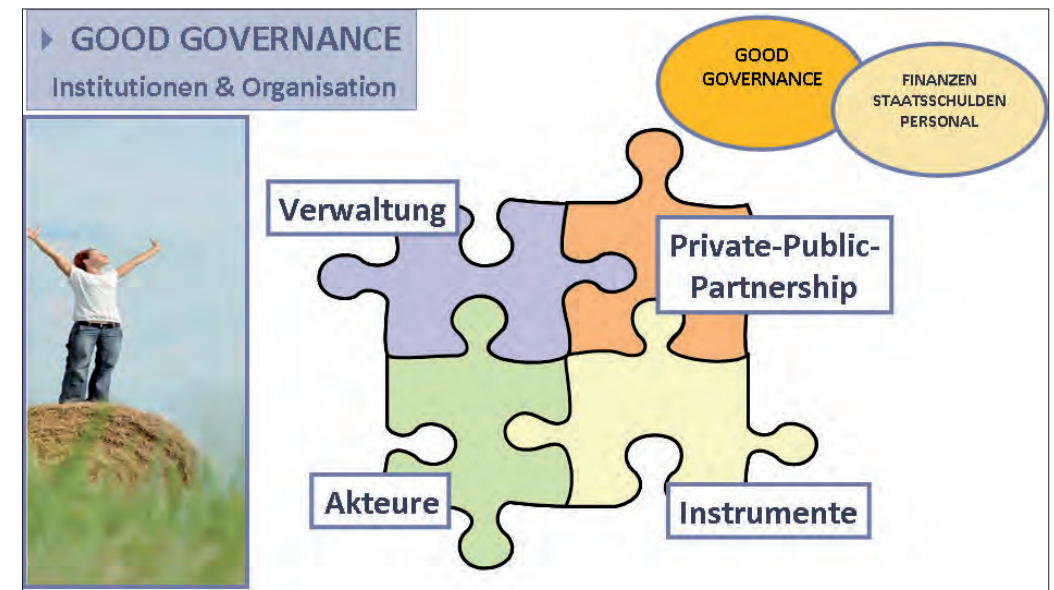 GOOD GOVERNANCE
Institutionen & Organisation
GOOD
GOVERNANCE
FINANZEN
STAATSSCHULDEN
PERSONAL
Verwaltung
Private-Public-
Partnership
Akteure
Instrumente